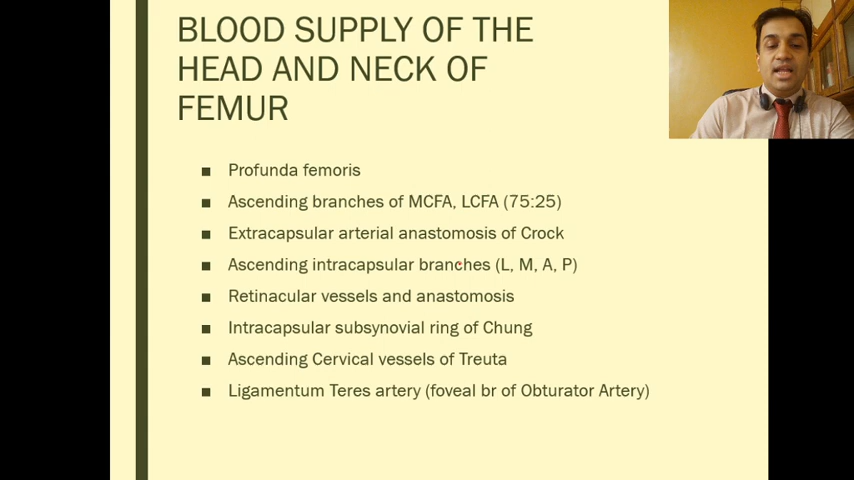 BLOOD SUPPLY OF THE
HEAD AND NECK OF
FEMUR
■ Profunda femoris
■ Ascending branches of MCFA, LCFA (75:25)
■ Extracapsular arterial anastomosis of Crock
■ Ascending intracapsular branches (L, M, A, P)
■ Retinacular vessels and anastomosis
■ Intracapsular subsynovial ring of Chung
■ Ascending Cervical vessels of Treuta
■ Ligamentum Teres artery (foveal br of Obturator Artery)